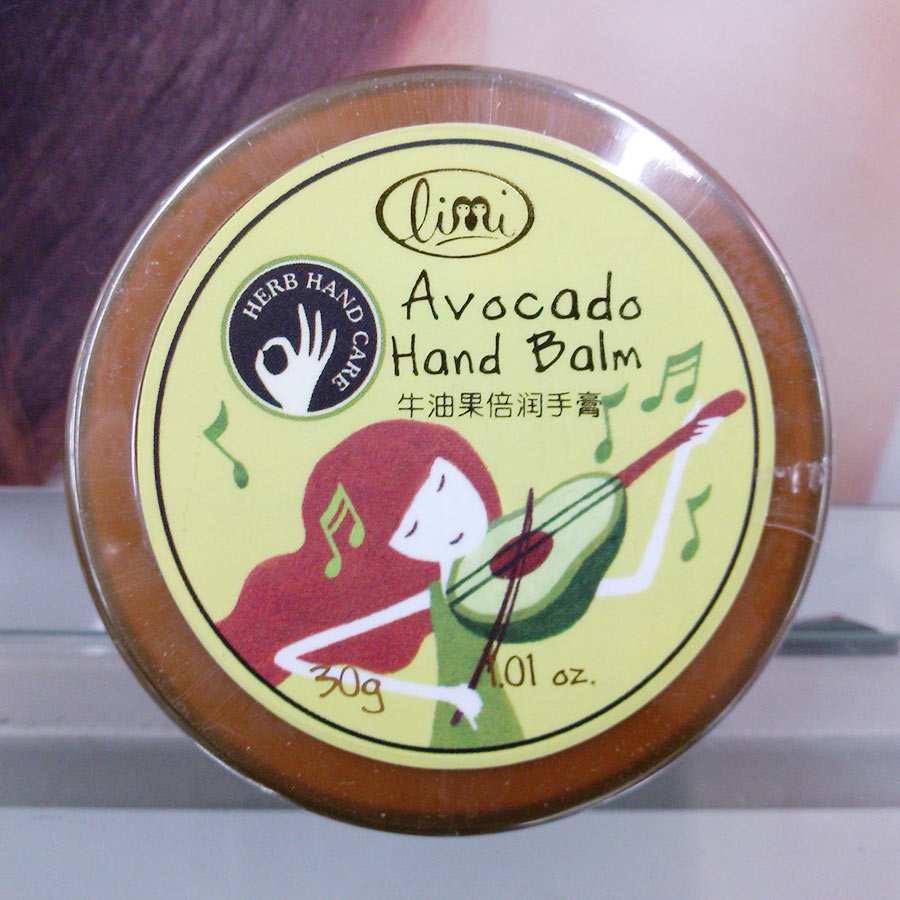 limi
HERB HAND CARE
Avocado
Hand Balm
牛油果倍润手膏
30g 1.01 oz.